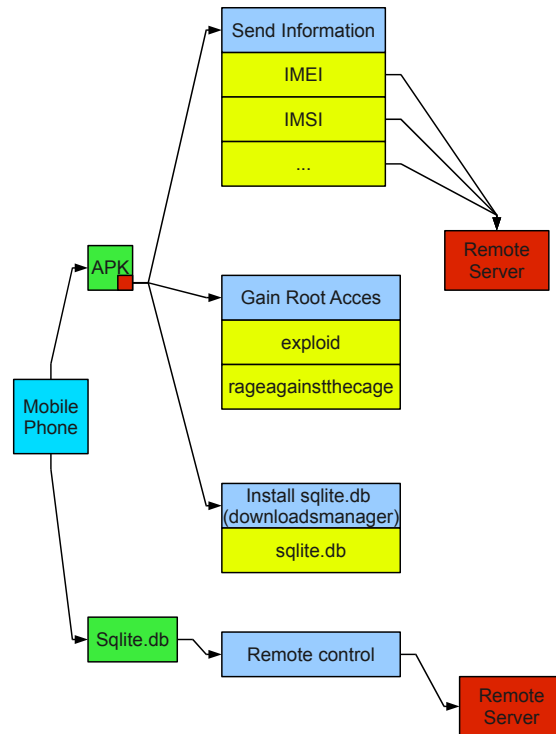 Send Information
IMEI
IMSI
...
APK
Remote
Server
Gain Root Acces
exploid
rageagainstthecage
Mobile
Phone
Install sqlite.db
(downloadsmanager)
sqlite.db
Sqlite.db
Remote control
Remote
Server